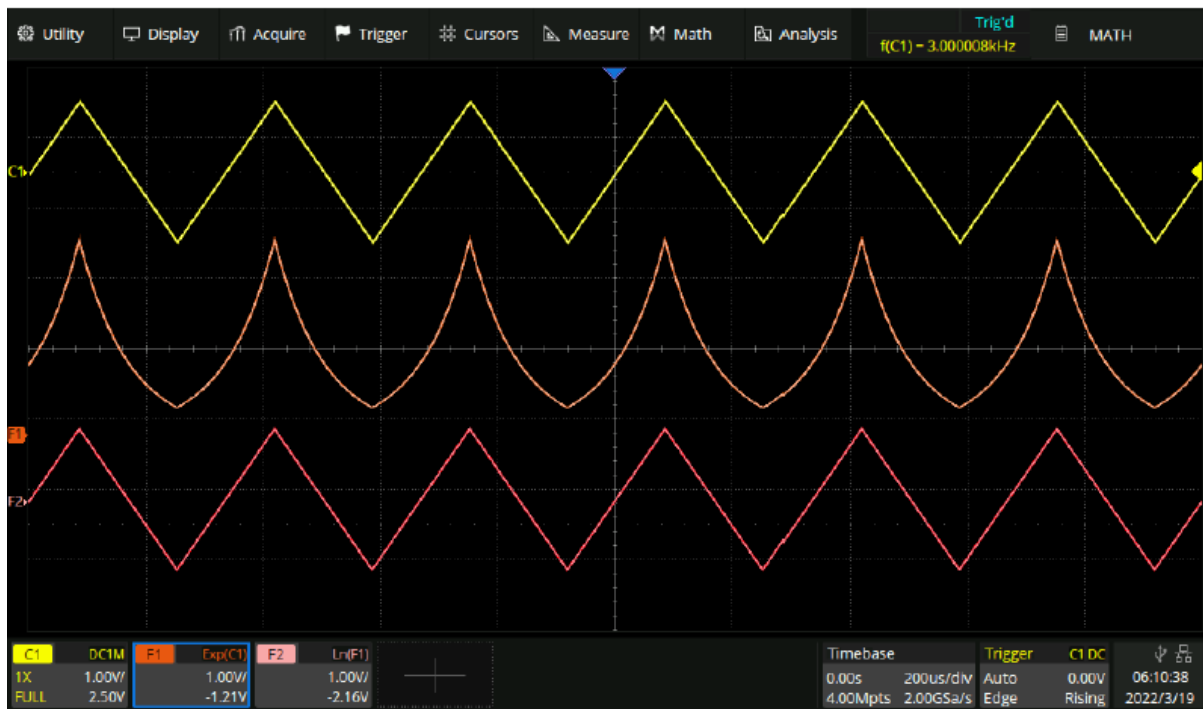 Utility Display Acquire Trigger Cursors Measure Math Analysis Trig'd MATH
f(C1) = 3.000008kHz
C1
F1
F2
C1 DC1M F1 Exp(C1) F2 Ln(F1) Timebase Trigger C1 DC
1X 1.00V/ 1.00V/ 1.00V/ 0.00s 200us/div Auto 0.00V 06:10:38
FULL 2.50V -1.21V -2.16V 4.00Mpts 2.00GSa/s Edge Rising 2022/3/19